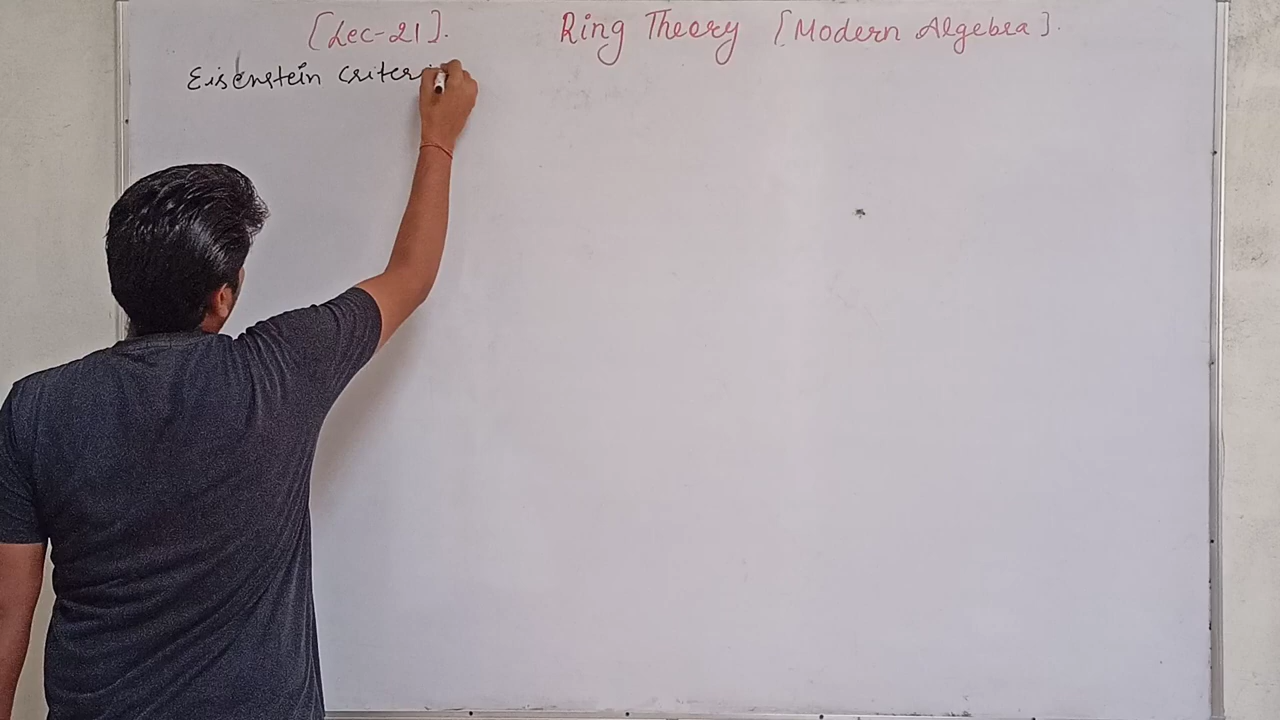 [Lec-21]. Ring Theory [Modern Algebra].
Eisenstein criteri